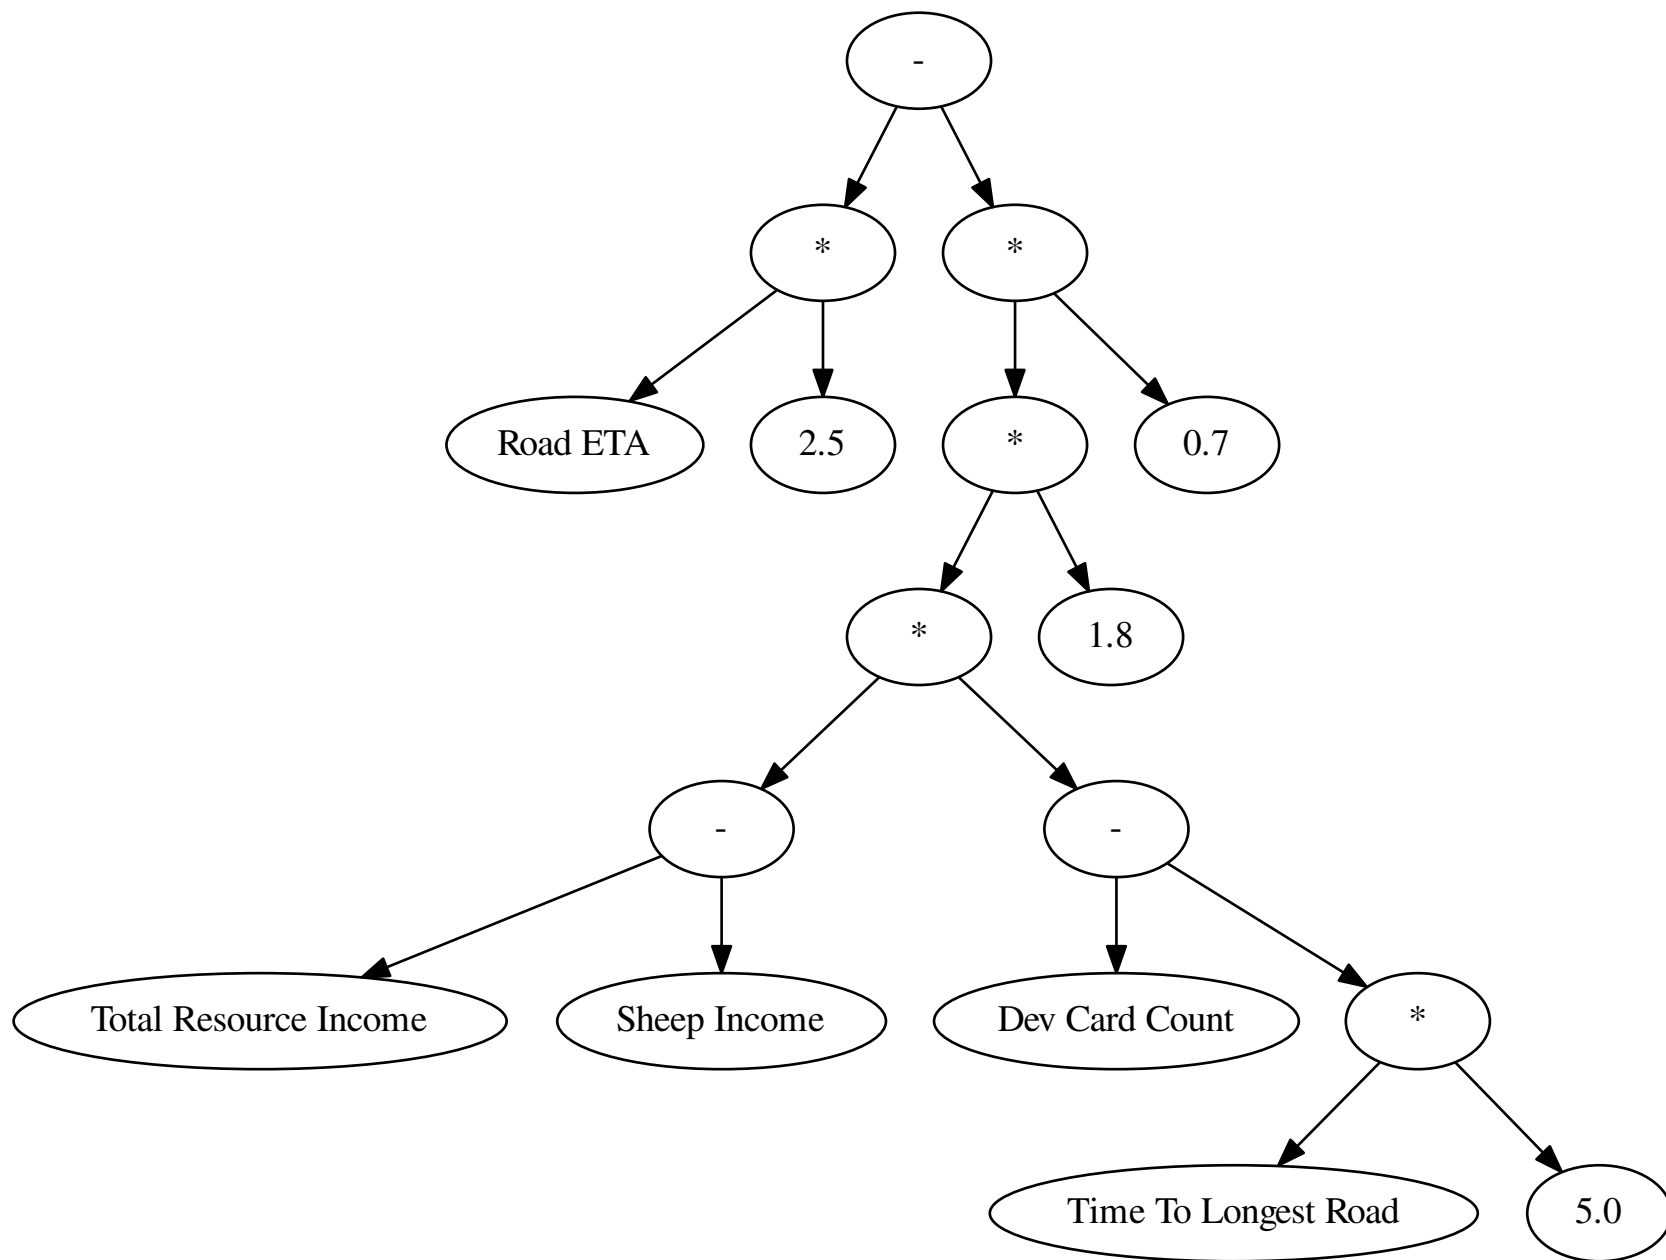 -
*
*
Road ETA
2.5
*
0.7
*
1.8
-
-
Total Resource Income
Sheep Income
Dev Card Count
*
Time To Longest Road
5.0